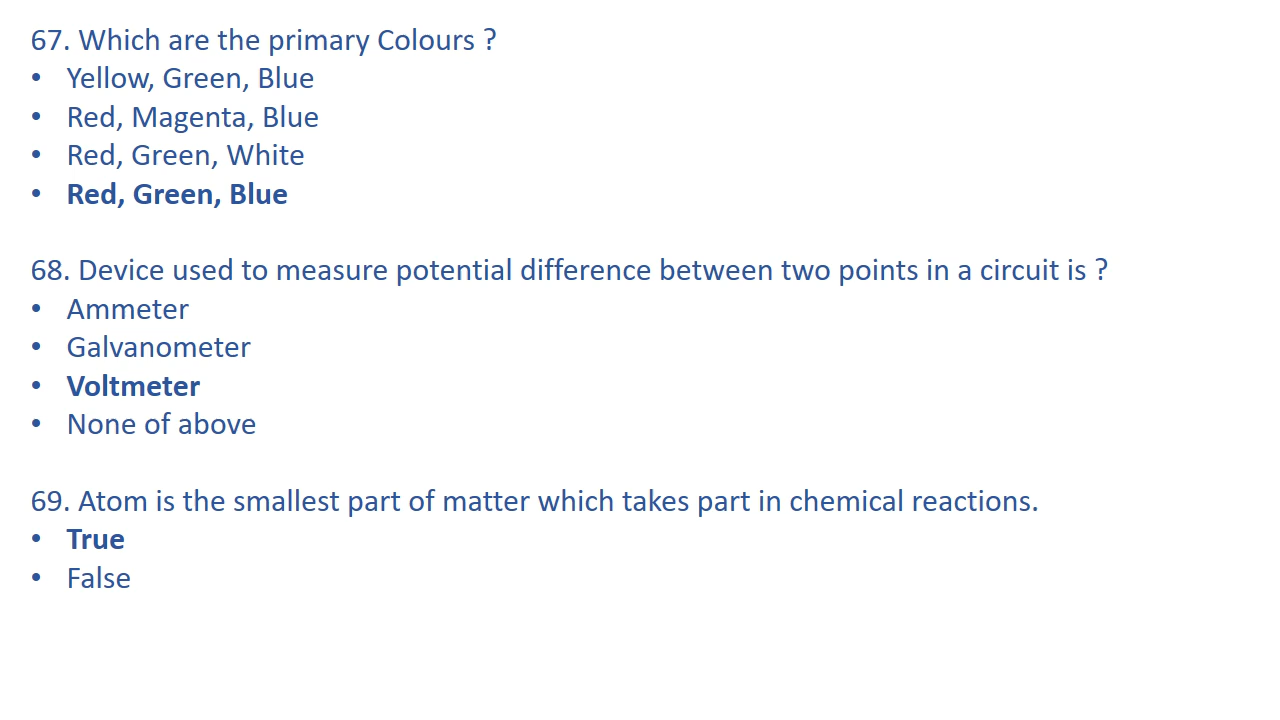 67. Which are the primary Colours ?
• Yellow, Green, Blue
• Red, Magenta, Blue
• Red, Green, White
• Red, Green, Blue
68. Device used to measure potential difference between two points in a circuit is ?
• Ammeter
• Galvanometer
• Voltmeter
• None of above
69. Atom is the smallest part of matter which takes part in chemical reactions.
• True
• False